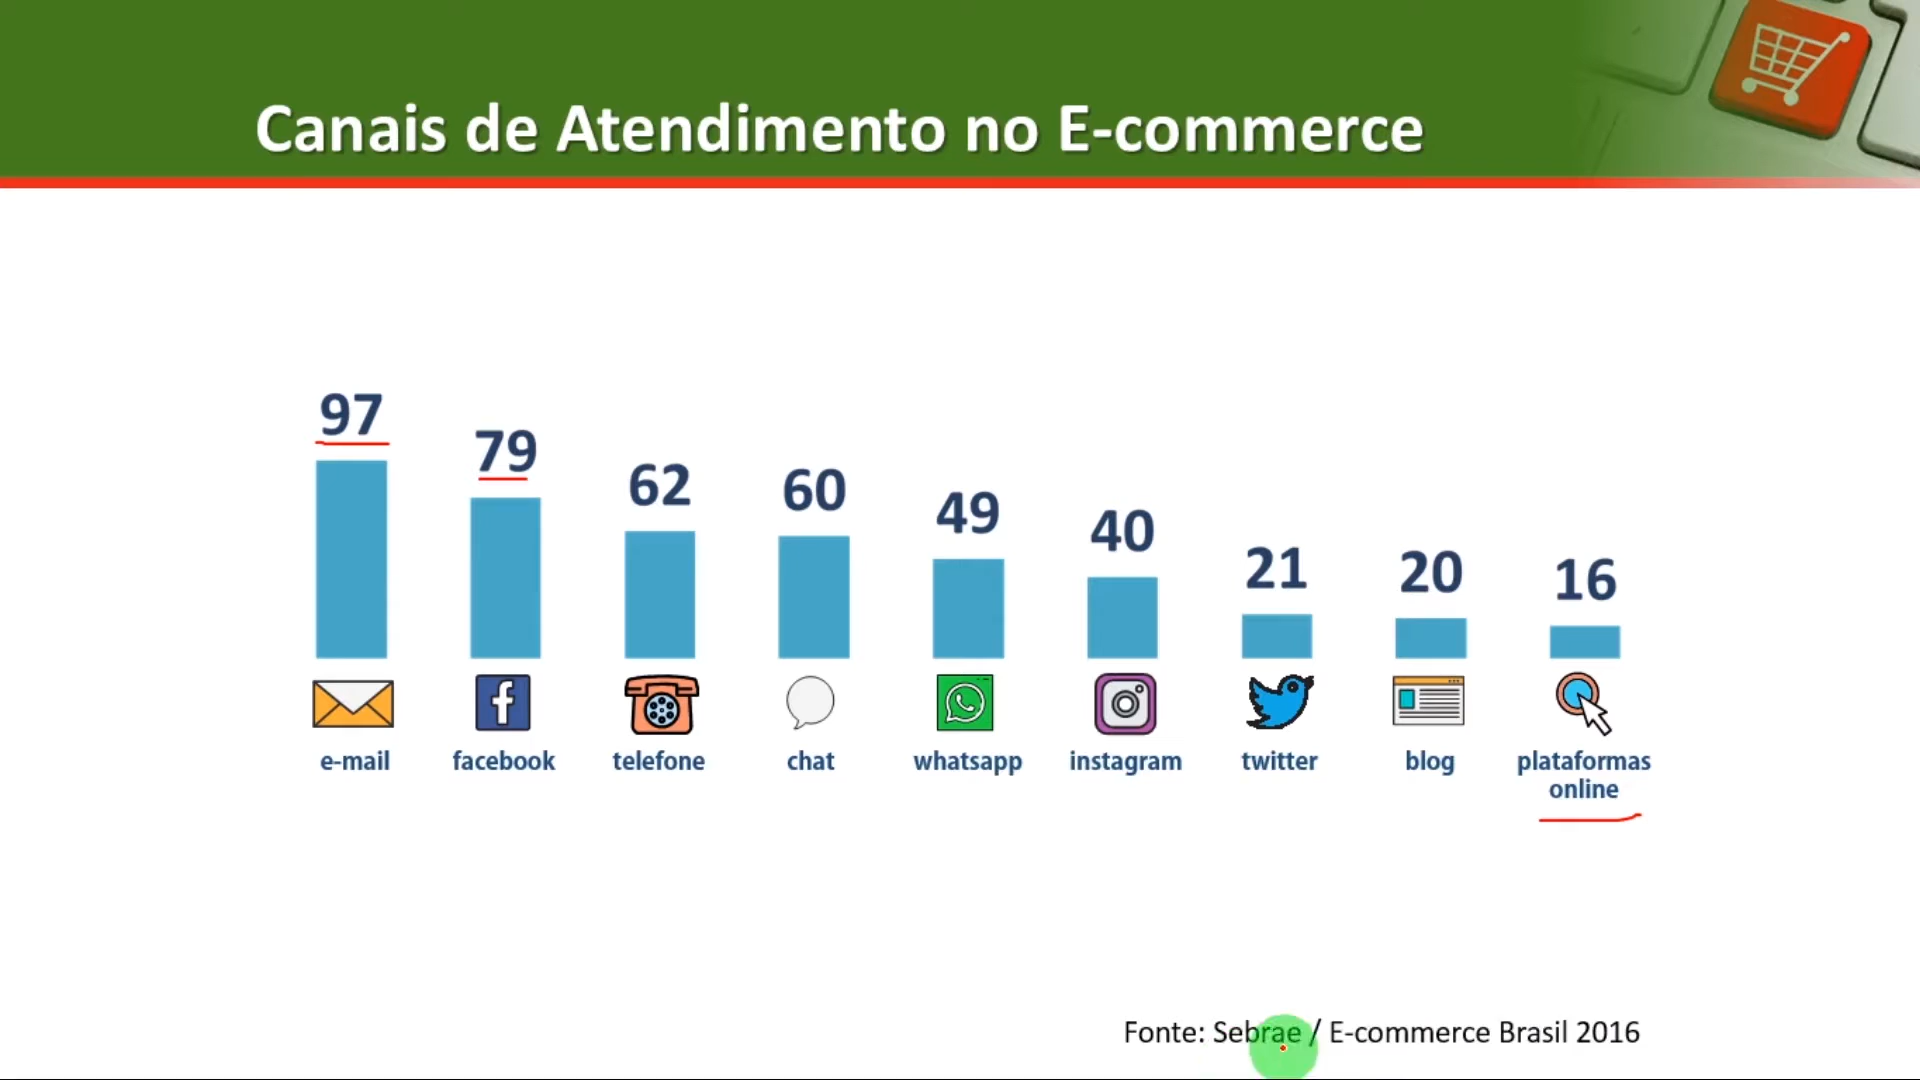 Canais de Atendimento no E-commerce
97
79
62
60
49
40
21
20
16
e-mail
facebook
telefone
chat
whatsapp
instagram
twitter
blog
plataformas
online
Fonte: Sebrae / E-commerce Brasil 2016